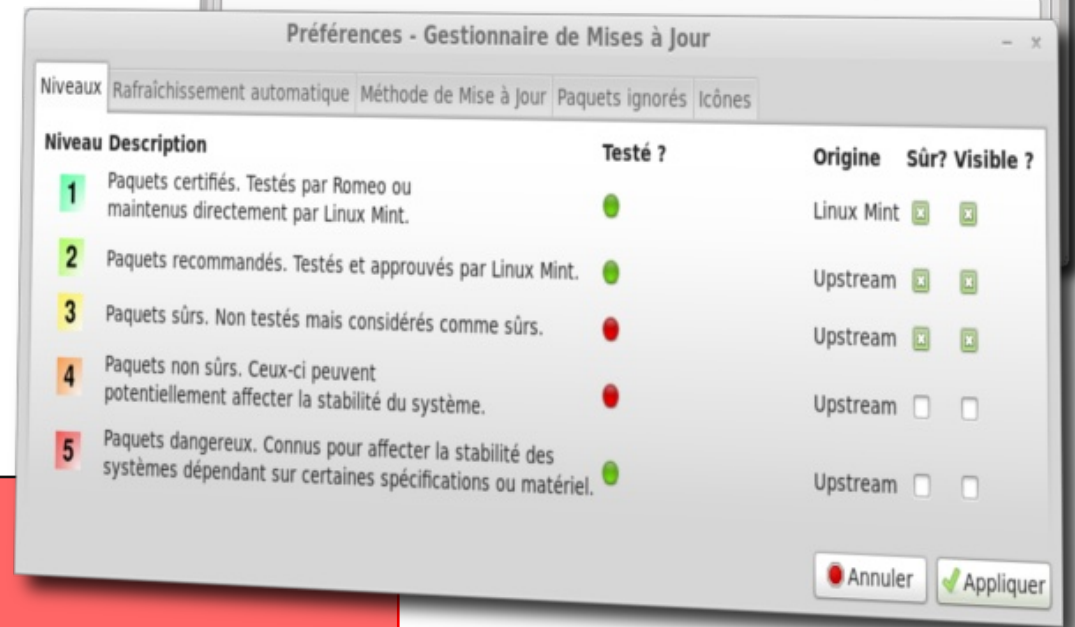 Préférences - Gestionnaire de Mises à Jour
Niveaux Rafraîchissement automatique Méthode de Mise à Jour Paquets ignorés Icônes
Niveau Description Testé ? Origine Sûr? Visible ?
1 Paquets certifiés. Testés par Romeo ou
maintenus directement par Linux Mint. Linux Mint
2 Paquets recommandés. Testés et approuvés par Linux Mint. Upstream
3 Paquets sûrs. Non testés mais considérés comme sûrs. Upstream
4 Paquets non sûrs. Ceux-ci peuvent
potentiellement affecter la stabilité du système. Upstream
5 Paquets dangereux. Connus pour affecter la stabilité des
systèmes dépendant sur certaines spécifications ou matériel. Upstream
Annuler Appliquer